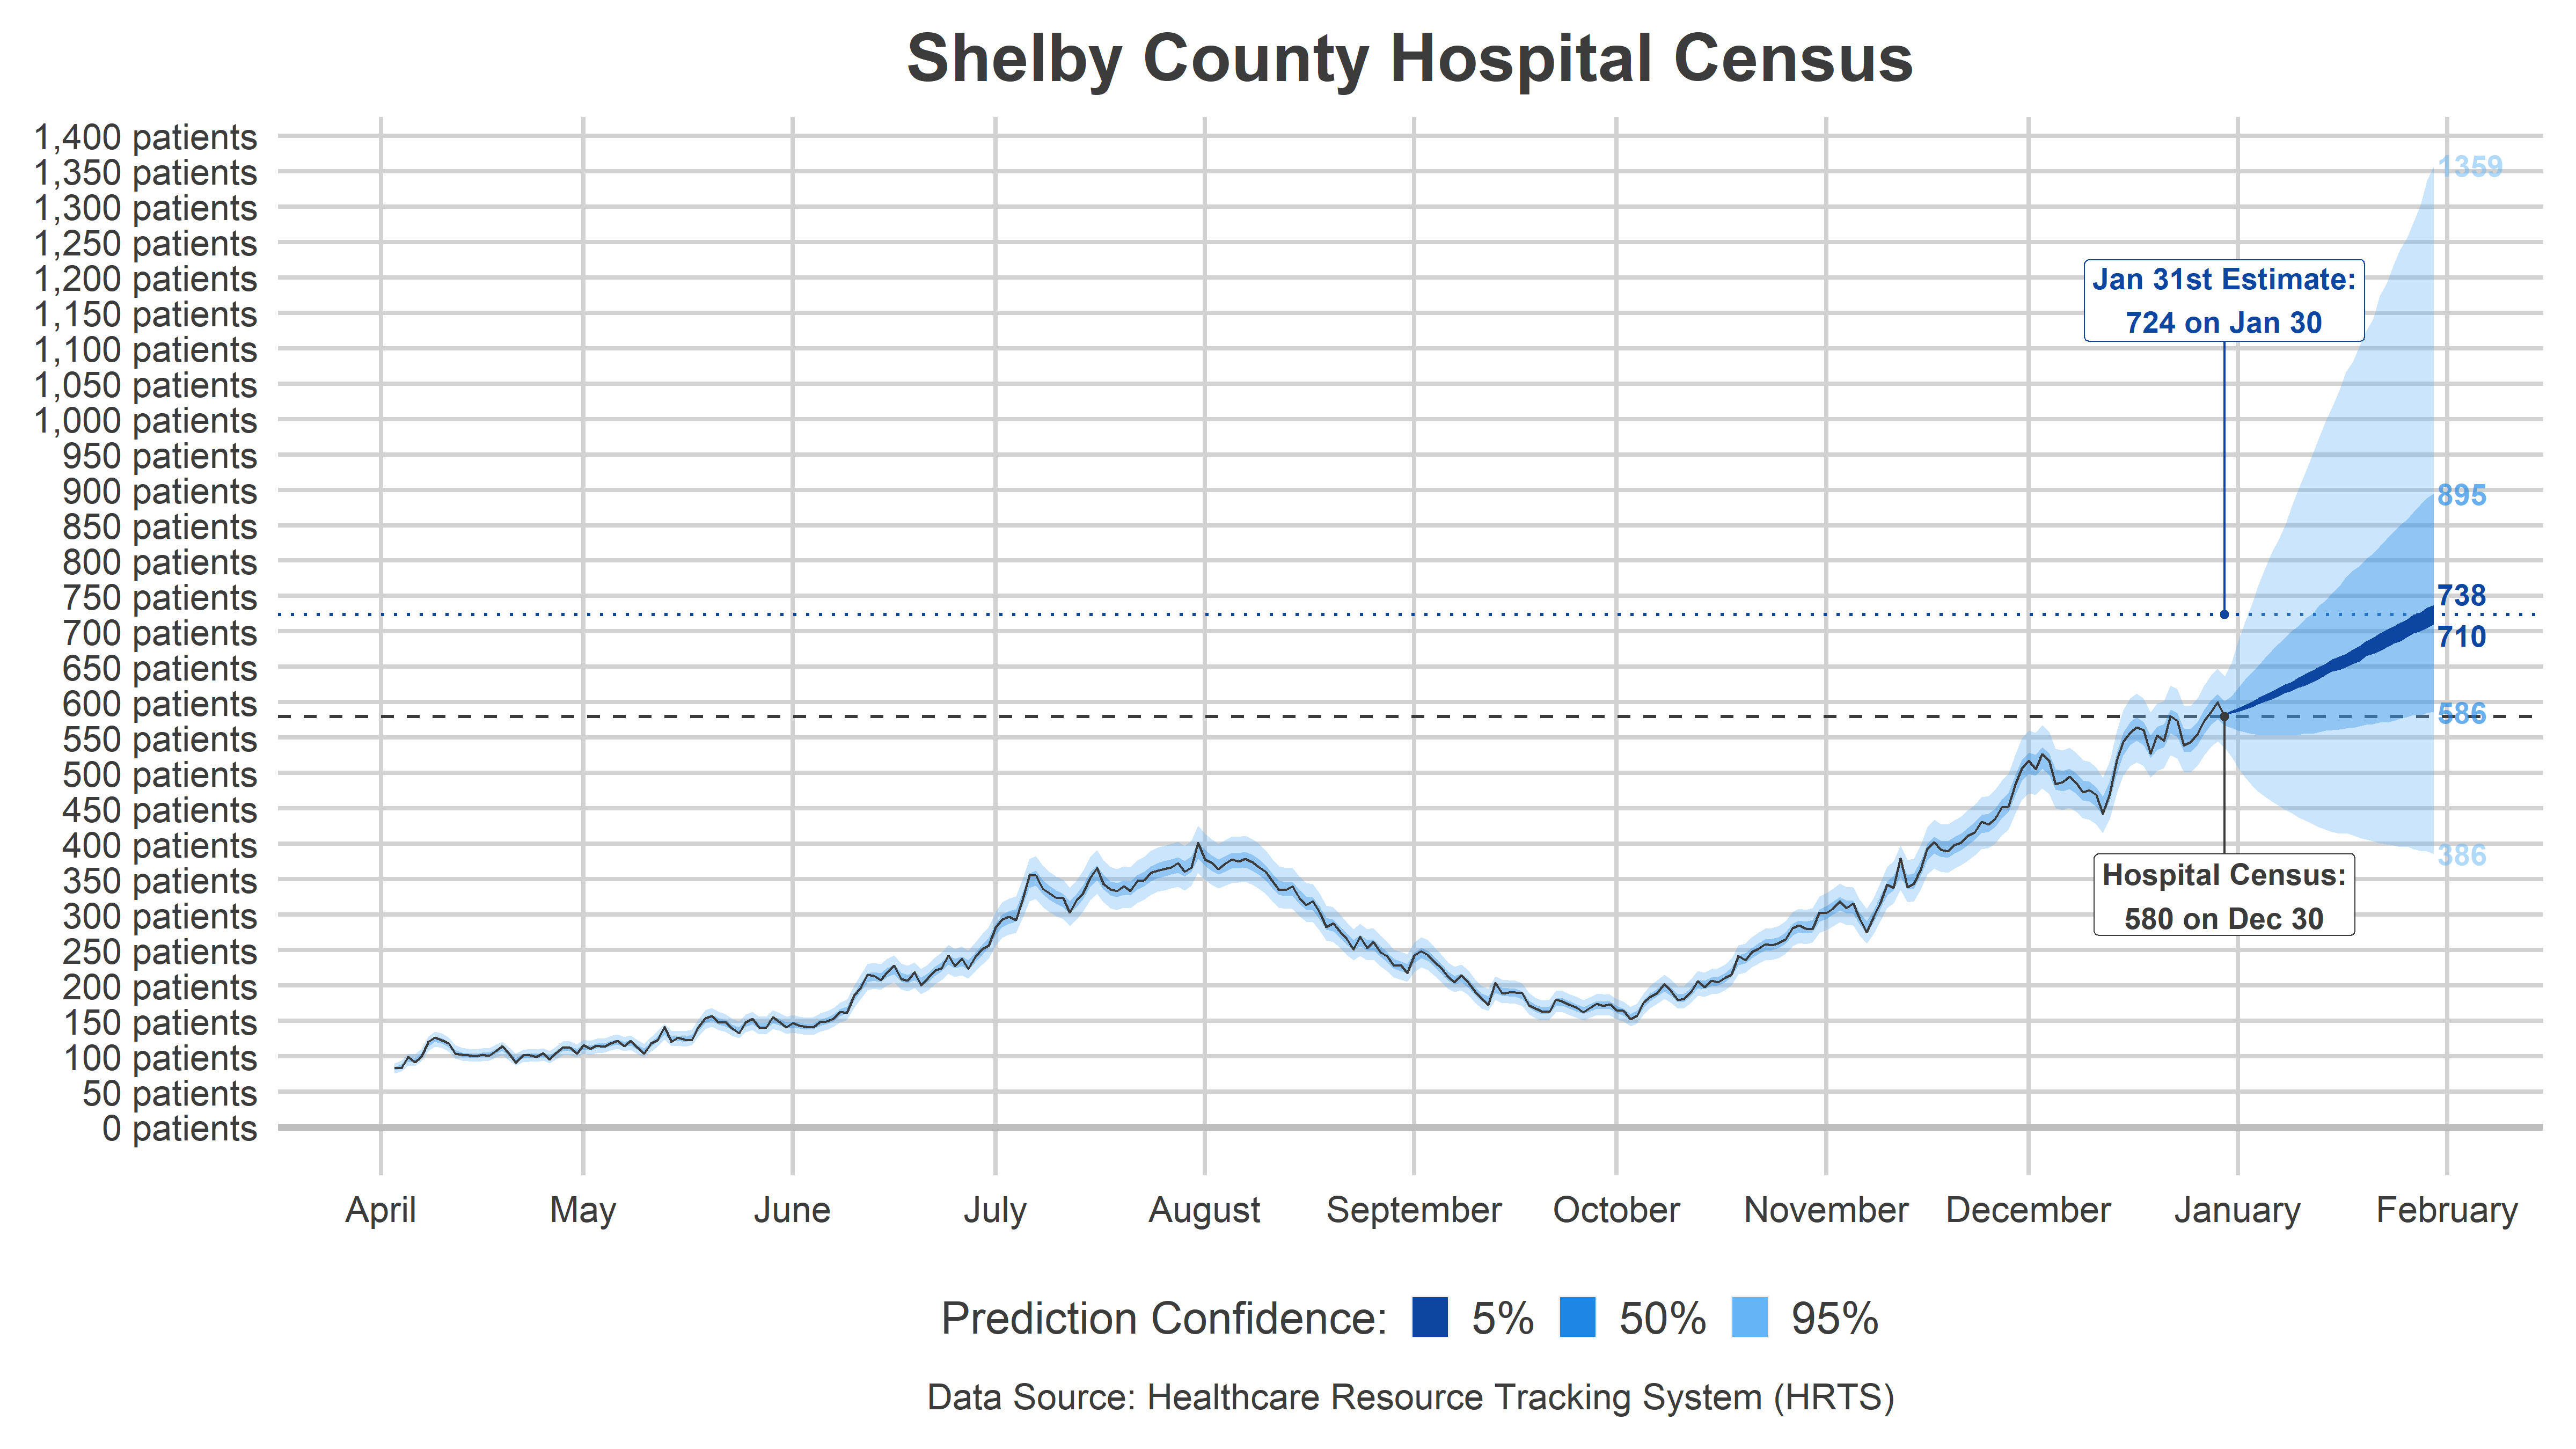 Shelby County Hospital Census
1,400 patients
1,350 patients
1,300 patients
1,250 patients
1,200 patients
1,150 patients
1,100 patients
1,050 patients
1,000 patients
950 patients
900 patients
850 patients
800 patients
750 patients
700 patients
650 patients
600 patients
550 patients
500 patients
450 patients
400 patients
350 patients
300 patients
250 patients
200 patients
150 patients
100 patients
50 patients
0 patients
1359
Jan 31st Estimate:
724 on Jan 30
895
738
710
586
386
Hospital Census:
580 on Dec 30
April May June July August September October November December January February
Prediction Confidence: 5% 50% 95%
Data Source: Healthcare Resource Tracking System (HRTS)